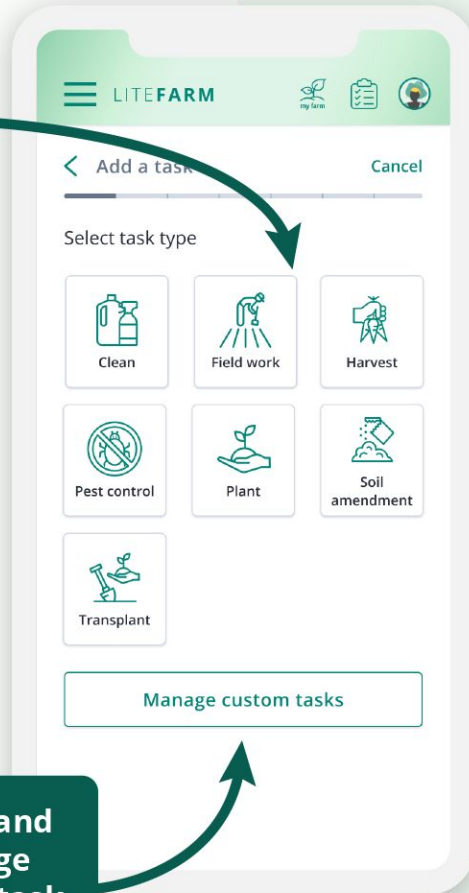 LITEFARM
my farm
Add a task
Cancel
Select task type
Clean
Field work
Harvest
Pest control
Plant
Soil
amendment
Transplant
Manage custom tasks
and
ge
task